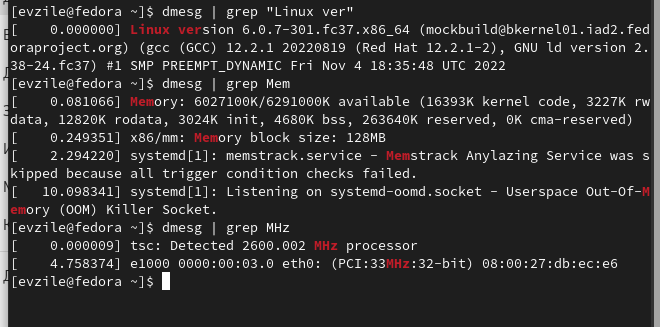 [evzile@fedora ~]$ dmesg | grep "Linux ver"
[    0.000000] Linux version 6.0.7-301.fc37.x86_64 (mockbuild@bkernel01.iad2.fed
oraproject.org) (gcc (GCC) 12.2.1 20220819 (Red Hat 12.2.1-2), GNU ld version 2.
38-24.fc37) #1 SMP PREEMPT_DYNAMIC Fri Nov 4 18:35:48 UTC 2022
[evzile@fedora ~]$ dmesg | grep Mem
[    0.081066] Memory: 6027100K/6291000K available (16393K kernel code, 3227K rw
data, 12820K rodata, 3024K init, 4680K bss, 263640K reserved, 0K cma-reserved)
[    0.249351] x86/mm: Memory block size: 128MB
[    2.294220] systemd[1]: memstrack.service - Memstrack Anylazing Service was s
kipped because all trigger condition checks failed.
[   10.098341] systemd[1]: Listening on systemd-oomd.socket - Userspace Out-Of-M
emory (OOM) Killer Socket.
[evzile@fedora ~]$ dmesg | grep MHz
[    0.000009] tsc: Detected 2600.002 MHz processor
[    4.758374] e1000 0000:00:03.0 eth0: (PCI:33MHz:32-bit) 08:00:27:db:ec:e6
[evzile@fedora ~]$